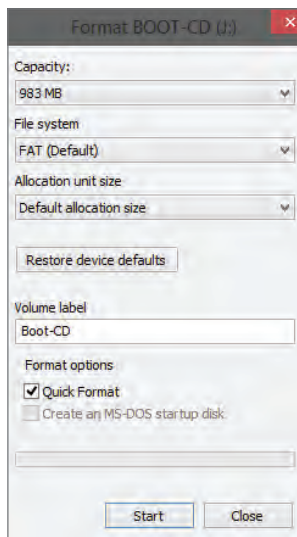 Format BOOT-CD (J:)
Capacity:
983 MB
File system
FAT (Default)
Allocation unit size
Default allocation size
Restore device defaults
Volume label
Boot-CD
Format options
Quick Format
Create an MS-DOS startup disk
Start
Close